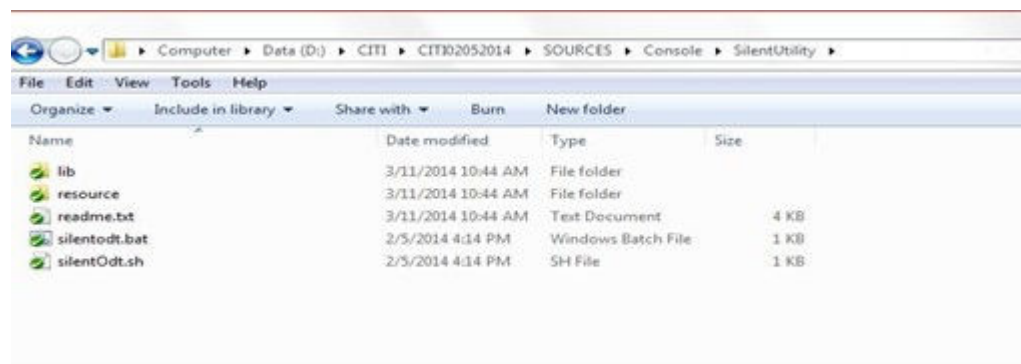 Computer Data (D:) CITI CITI02052014 SOURCES Console SilentUtility
File Edit View Tools Help
Organize Include in library Share with Burn New folder
Name Date modified Type Size
lib 3/11/2014 10:44 AM File folder
resource 3/11/2014 10:44 AM File folder
readme.txt 3/11/2014 10:44 AM Text Document 4 KB
silentodt.bat 2/5/2014 4:14 PM Windows Batch File 1 KB
silentOdt.sh 2/5/2014 4:14 PM SH File 1 KB